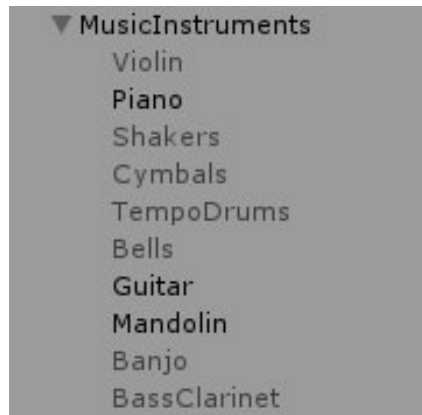 MusicInstruments
Violin
Piano
Shakers
Cymbals
TempoDrums
Bells
Guitar
Mandolin
Banjo
BassClarinet